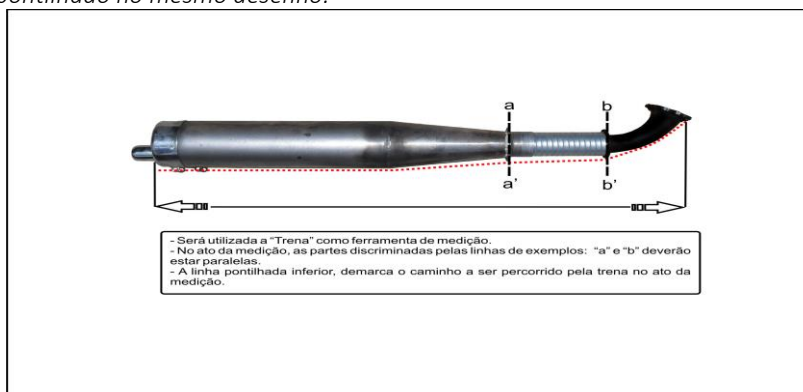 pontilhado no mesmo desenho.
a b
a' b'
- Será utilizada a "Trena" como ferramenta de medição.
- No ato da medição, as partes discriminadas pelas linhas de exemplos: "a" e "b" deverão
estar paralelas.
- A linha pontilhada inferior, demarca o caminho a ser percorrido pela trena no ato da
medição.